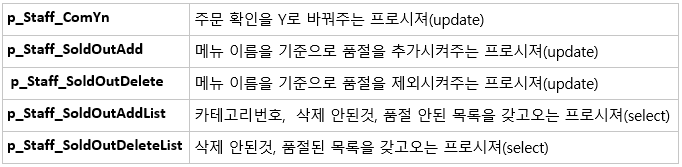 p_Staff_ComYn 주문 확인을 Y로 바꿔주는 프로시져(update)
p_Staff_SoldOutAdd 메뉴 이름을 기준으로 품절을 추가시켜주는 프로시져(update)
p_Staff_SoldOutDelete 메뉴 이름을 기준으로 품절을 제외시켜주는 프로시져(update)
p_Staff_SoldOutAddList 카테고리번호, 삭제 안된것, 품절 안된 목록을 갖고오는 프로시져(select)
p_Staff_SoldOutDeleteList 삭제 안된것, 품절된 목록을 갖고오는 프로시져(select)